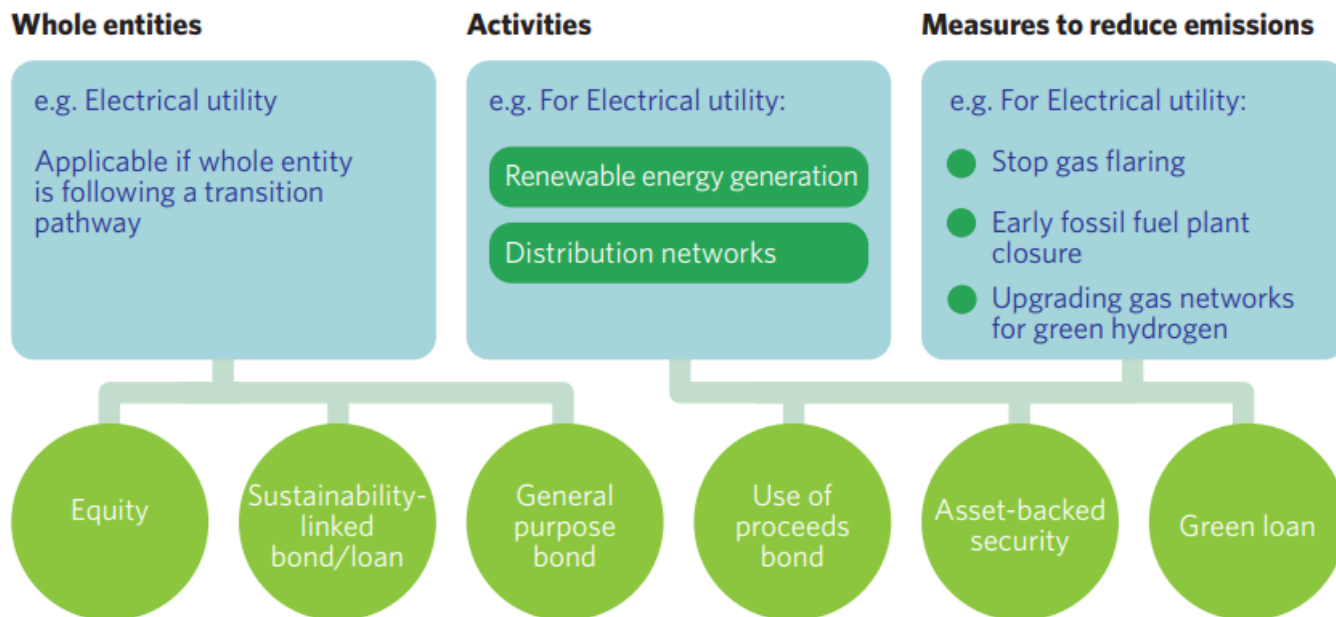 Whole entities
e.g. Electrical utility
Applicable if whole entity
is following a transition
pathway
Activities
e.g. For Electrical utility:
Renewable energy generation
Distribution networks
Measures to reduce emissions
e.g. For Electrical utility:
Stop gas flaring
Early fossil fuel plant
closure
Upgrading gas networks
for green hydrogen
Equity
Sustainability-
linked
bond/loan
General
purpose
bond
Use of
proceeds
bond
Asset-backed
security
Green loan